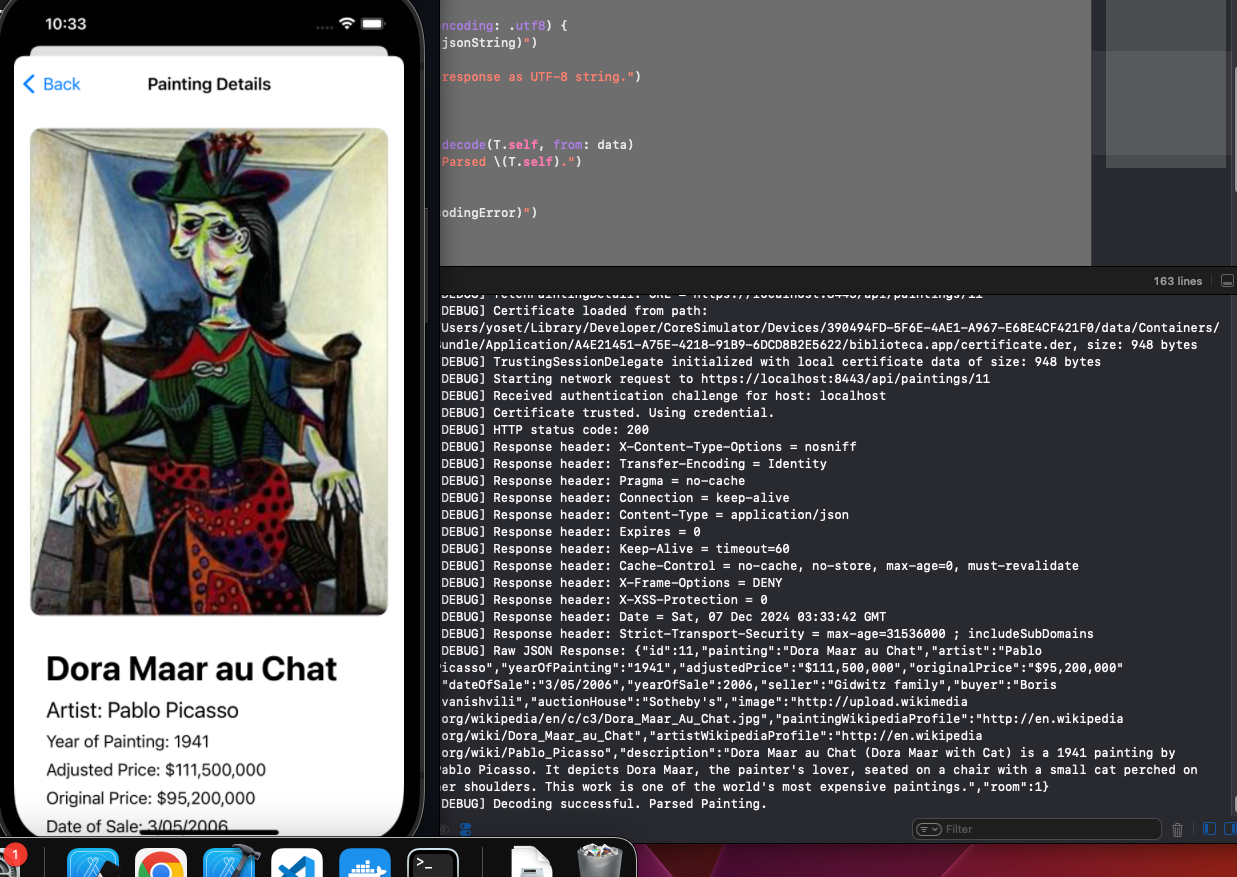 10:33
Back
Painting Details
Dora Maar au Chat
Artist: Pablo Picasso
Year of Painting: 1941
Adjusted Price: $111,500,000
Original Price: $95,200,000
Date of Sale: 3/05/2006
ncoding: .utf8) {
jsonString)")
response as UTF-8 string.")
decode(T.self, from: data)
Parsed \(T.self).")
odingError)")
163 lines
DEBUG] fetchPaintingDetail: URL = https://localhost:8443/api/paintings/11
DEBUG] Certificate loaded from path:
Users/yoset/Library/Developer/CoreSimulator/Devices/390494FD-5F6E-4AE1-A967-E68E4CF421F0/data/Containers/
undle/Application/A4E21451-A75E-4218-91B9-6DCD8B2E5622/biblioteca.app/certificate.der, size: 948 bytes
DEBUG] TrustingSessionDelegate initialized with local certificate data of size: 948 bytes
DEBUG] Starting network request to https://localhost:8443/api/paintings/11
DEBUG] Received authentication challenge for host: localhost
DEBUG] Certificate trusted. Using credential.
DEBUG] HTTP status code: 200
DEBUG] Response header: X-Content-Type-Options = nosniff
DEBUG] Response header: Transfer-Encoding = Identity
DEBUG] Response header: Pragma = no-cache
DEBUG] Response header: Connection = keep-alive
DEBUG] Response header: Content-Type = application/json
DEBUG] Response header: Expires = 0
DEBUG] Response header: Keep-Alive = timeout=60
DEBUG] Response header: Cache-Control = no-cache, no-store, max-age=0, must-revalidate
DEBUG] Response header: X-Frame-Options = DENY
DEBUG] Response header: X-XSS-Protection = 0
DEBUG] Response header: Date = Sat, 07 Dec 2024 03:33:42 GMT
DEBUG] Response header: Strict-Transport-Security = max-age=31536000 ; includeSubDomains
DEBUG] Raw JSON Response: {"id":11,"painting":"Dora Maar au Chat","artist":"Pablo
icasso","yearOfPainting":"1941","adjustedPrice":"$111,500,000","originalPrice":"$95,200,000"
"dateOfSale":"3/05/2006","yearOfSale":2006,"seller":"Gidwitz family","buyer":"Boris
vanishvili","auctionHouse":"Sotheby's","image":"http://upload.wikimedia
org/wikipedia/en/c/c3/Dora_Maar_Au_Chat.jpg","paintingWikipediaProfile":"http://en.wikipedia
org/wiki/Dora_Maar_au_Chat","artistWikipediaProfile":"http://en.wikipedia
org/wiki/Pablo_Picasso","description":"Dora Maar au Chat (Dora Maar with Cat) is a 1941 painting by
ablo Picasso. It depicts Dora Maar, the painter's lover, seated on a chair with a small cat perched on
er shoulders. This work is one of the world's most expensive paintings.","room":1}
DEBUG] Decoding successful. Parsed Painting.
Filter
1
>_